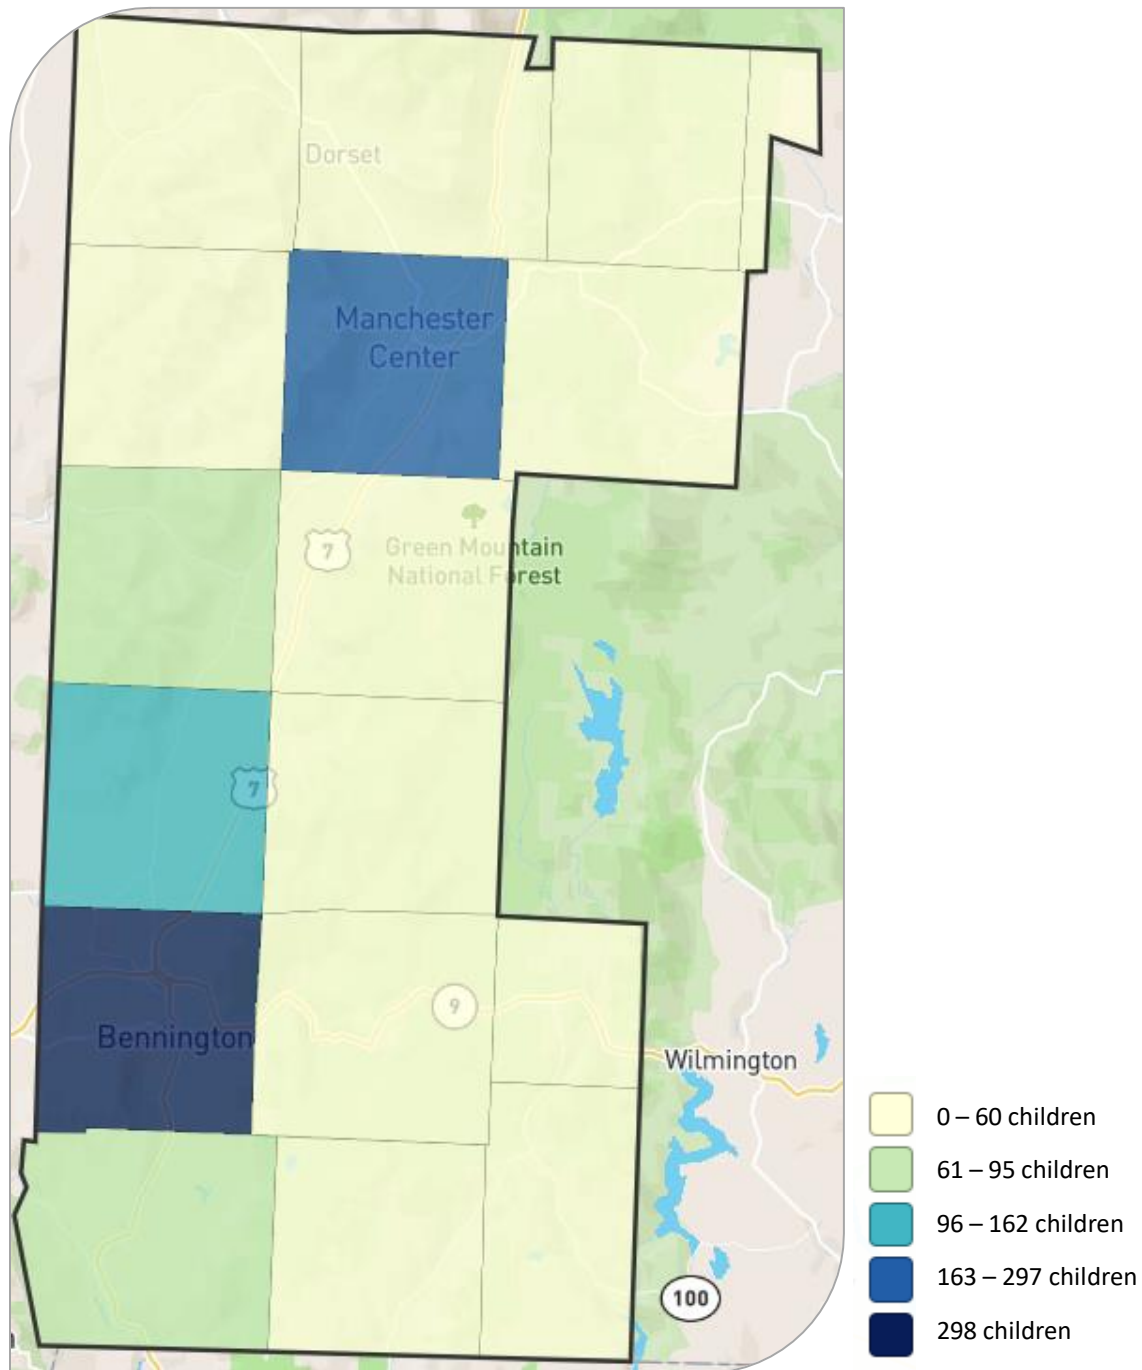 Dorset
Manchester
Center
7
Green Mountain
National Forest
7
9
Bennington
Wilmington
100
0 – 60 children
61 – 95 children
96 – 162 children
163 – 297 children
298 children